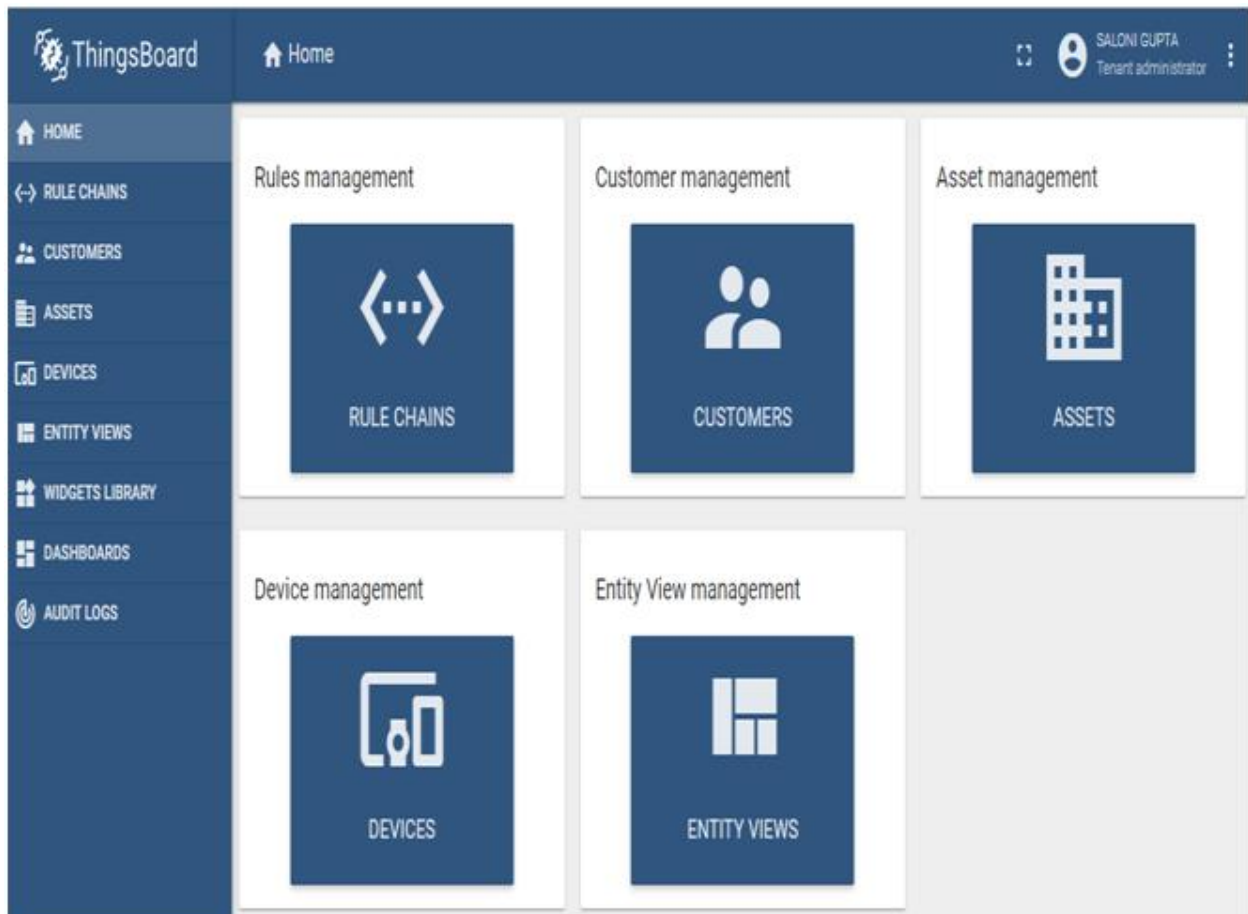 ThingsBoard
Home
SALONI GUPTA
Tenant administrator
HOME
RULE CHAINS
CUSTOMERS
ASSETS
DEVICES
ENTITY VIEWS
WIDGETS LIBRARY
DASHBOARDS
AUDIT LOGS
Rules management
RULE CHAINS
Customer management
CUSTOMERS
Asset management
ASSETS
Device management
DEVICES
Entity View management
ENTITY VIEWS